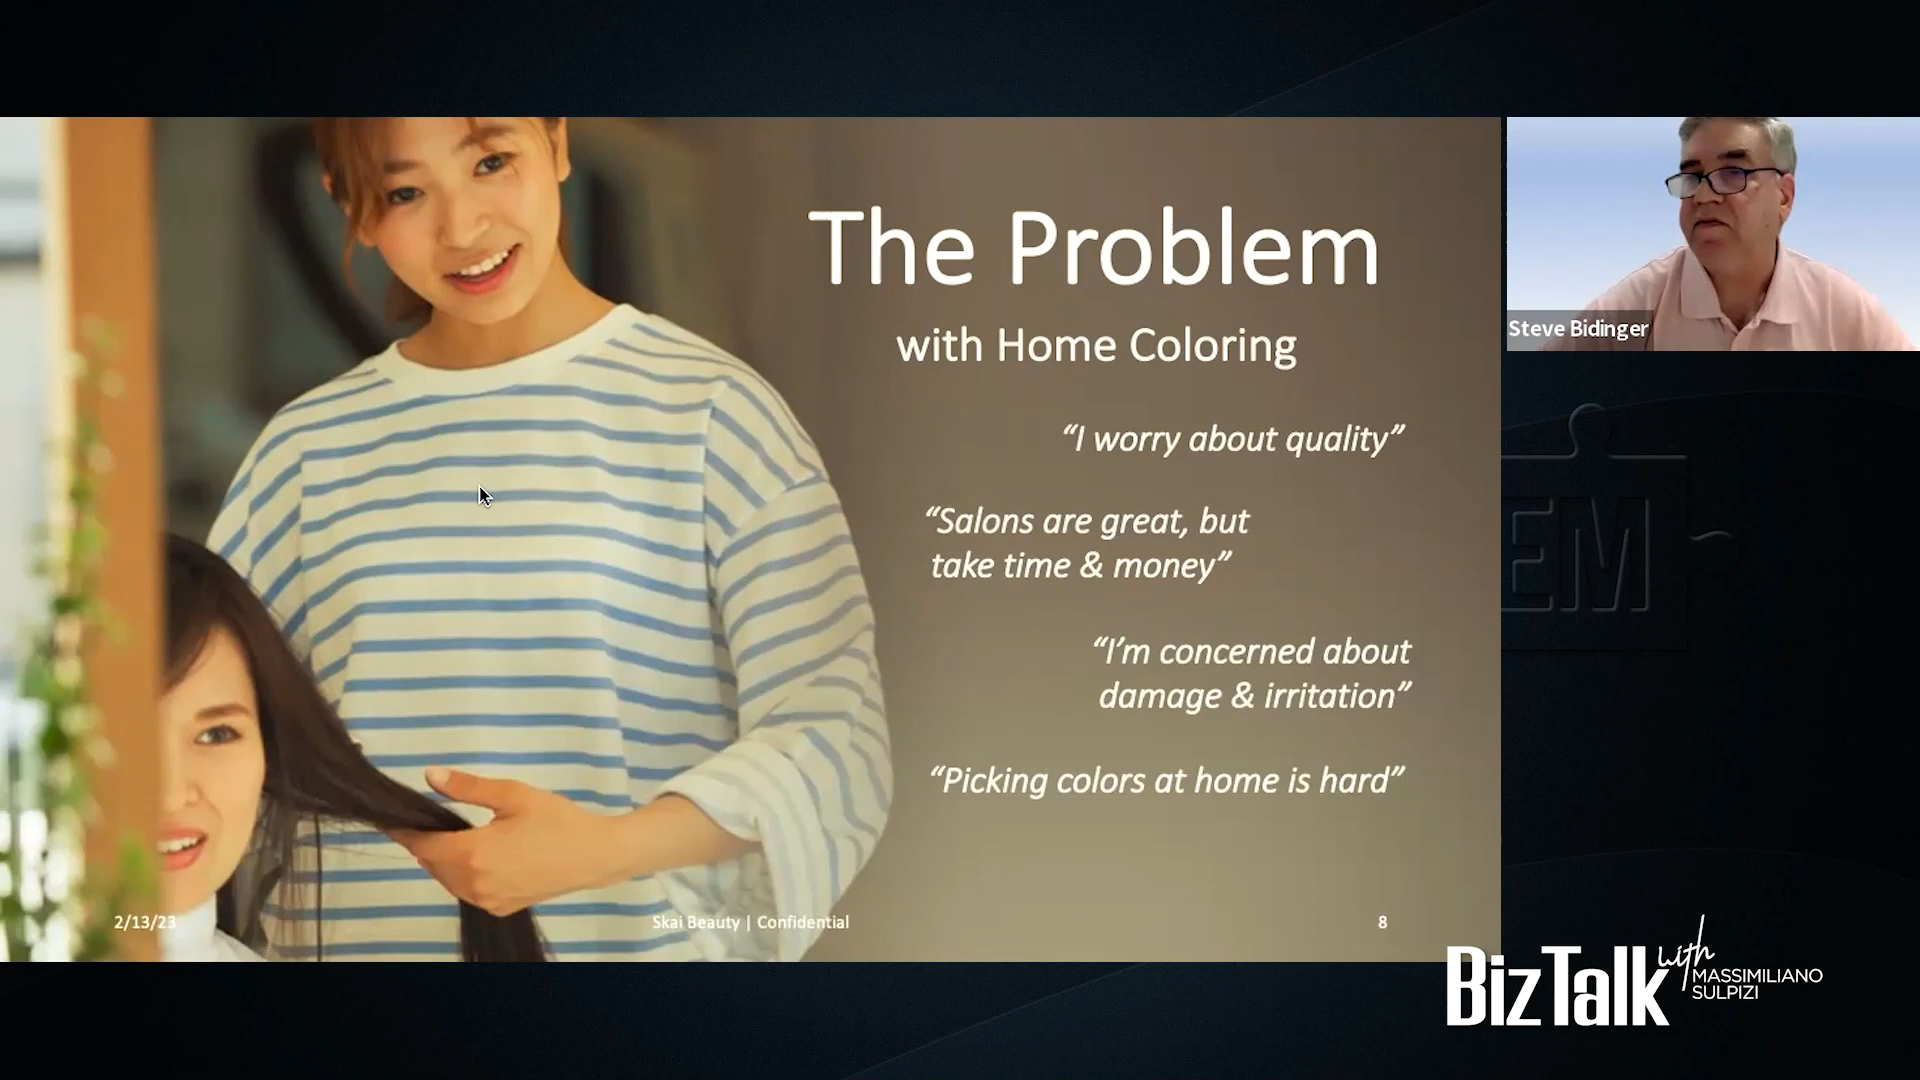 The Problem
with Home Coloring
“I worry about quality”
“Salons are great, but
take time & money”
“I’m concerned about
damage & irritation”
“Picking colors at home is hard”
2/13/23
Skai Beauty | Confidential
8
Steve Bidinger
EM
BizTalk with
MASSIMILIANO
SULPIZI